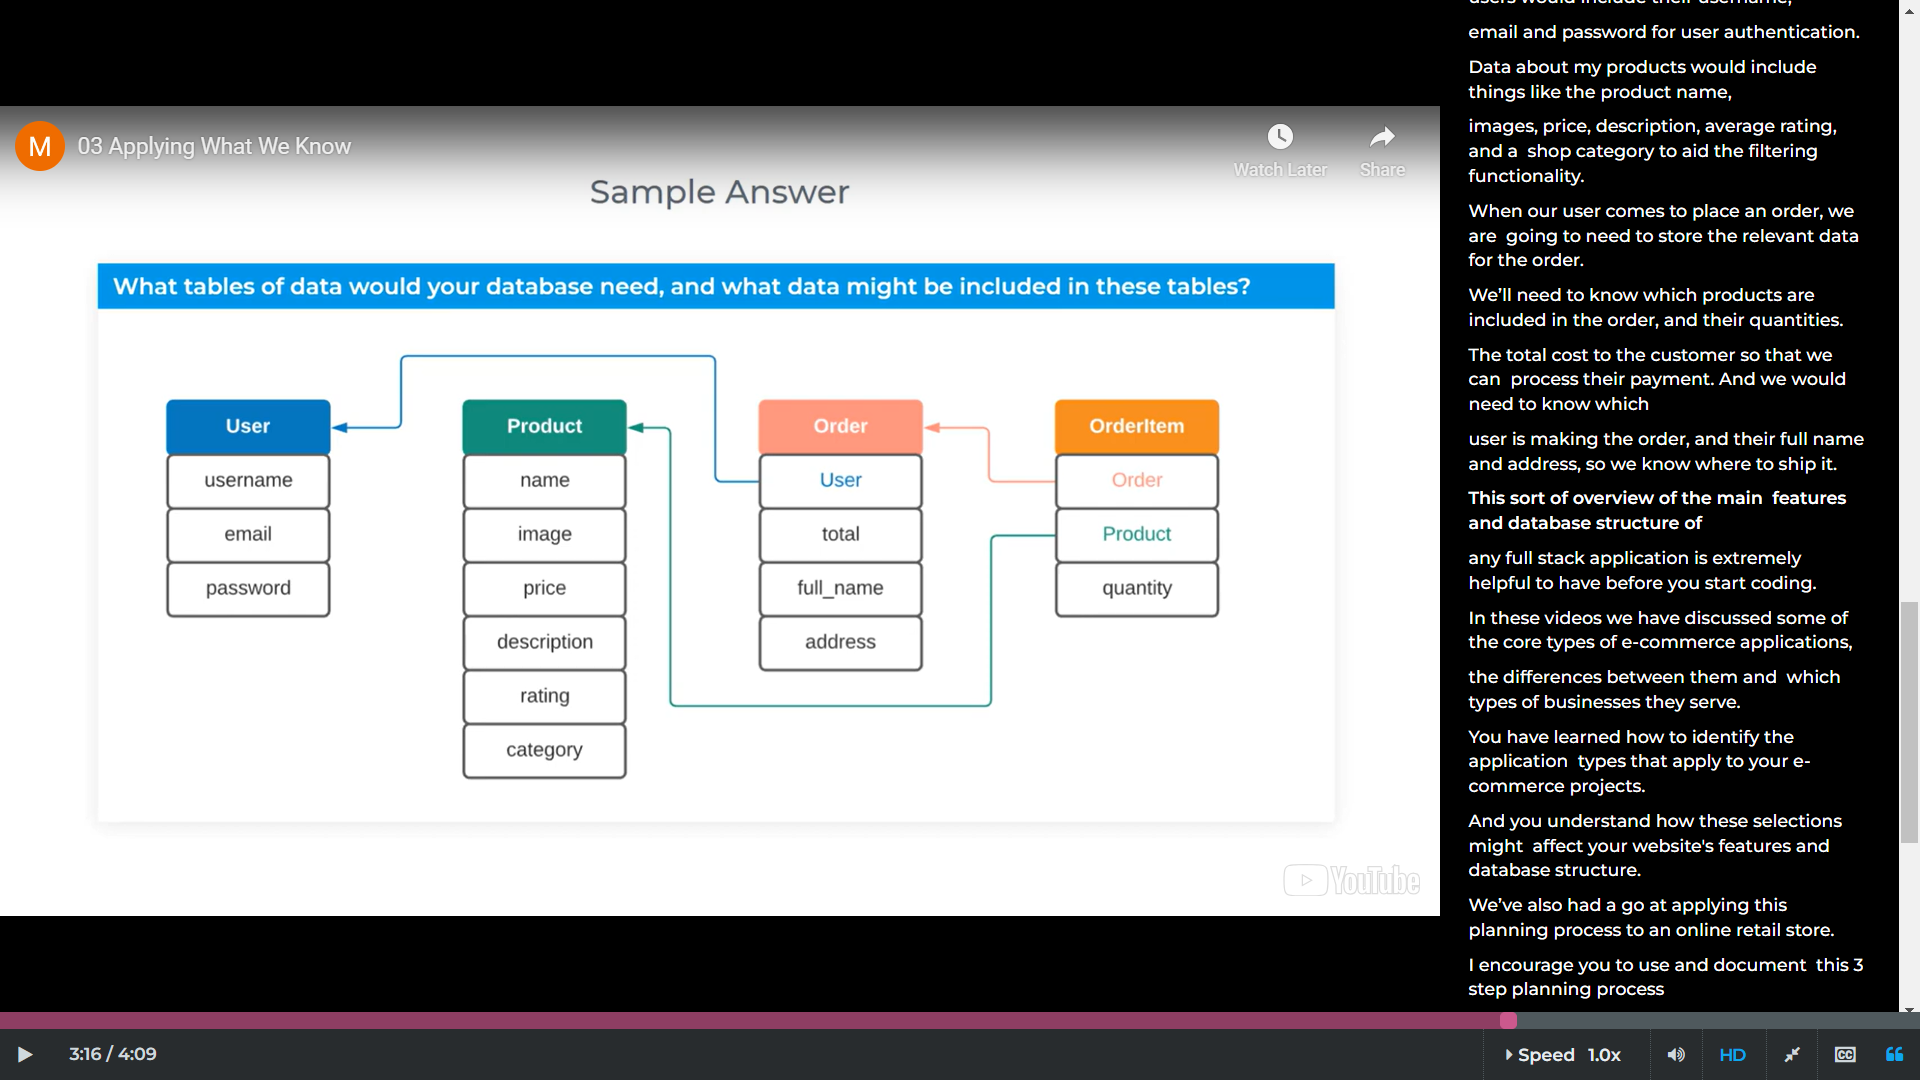 M
03 Applying What We Know
Watch Later
Share
Sample Answer
What tables of data would your database need, and what data might be included in these tables?
User
username
email
password
Product
name
image
price
description
rating
category
Order
User
total
full_name
address
OrderItem
Order
Product
quantity
YouTube
users would include their username,
email and password for user authentication.
Data about my products would include
things like the product name,
images, price, description, average rating,
and a shop category to aid the filtering
functionality.
When our user comes to place an order, we
are going to need to store the relevant data
for the order.
We’ll need to know which products are
included in the order, and their quantities.
The total cost to the customer so that we
can process their payment. And we would
need to know which
user is making the order, and their full name
and address, so we know where to ship it.
This sort of overview of the main features
and database structure of
any full stack application is extremely
helpful to have before you start coding.
In these videos we have discussed some of
the core types of e-commerce applications,
the differences between them and which
types of businesses they serve.
You have learned how to identify the
application types that apply to your e-
commerce projects.
And you understand how these selections
might affect your website's features and
database structure.
We’ve also had a go at applying this
planning process to an online retail store.
I encourage you to use and document this 3
step planning process
3:16 / 4:09
Speed 1.0x
HD
CC